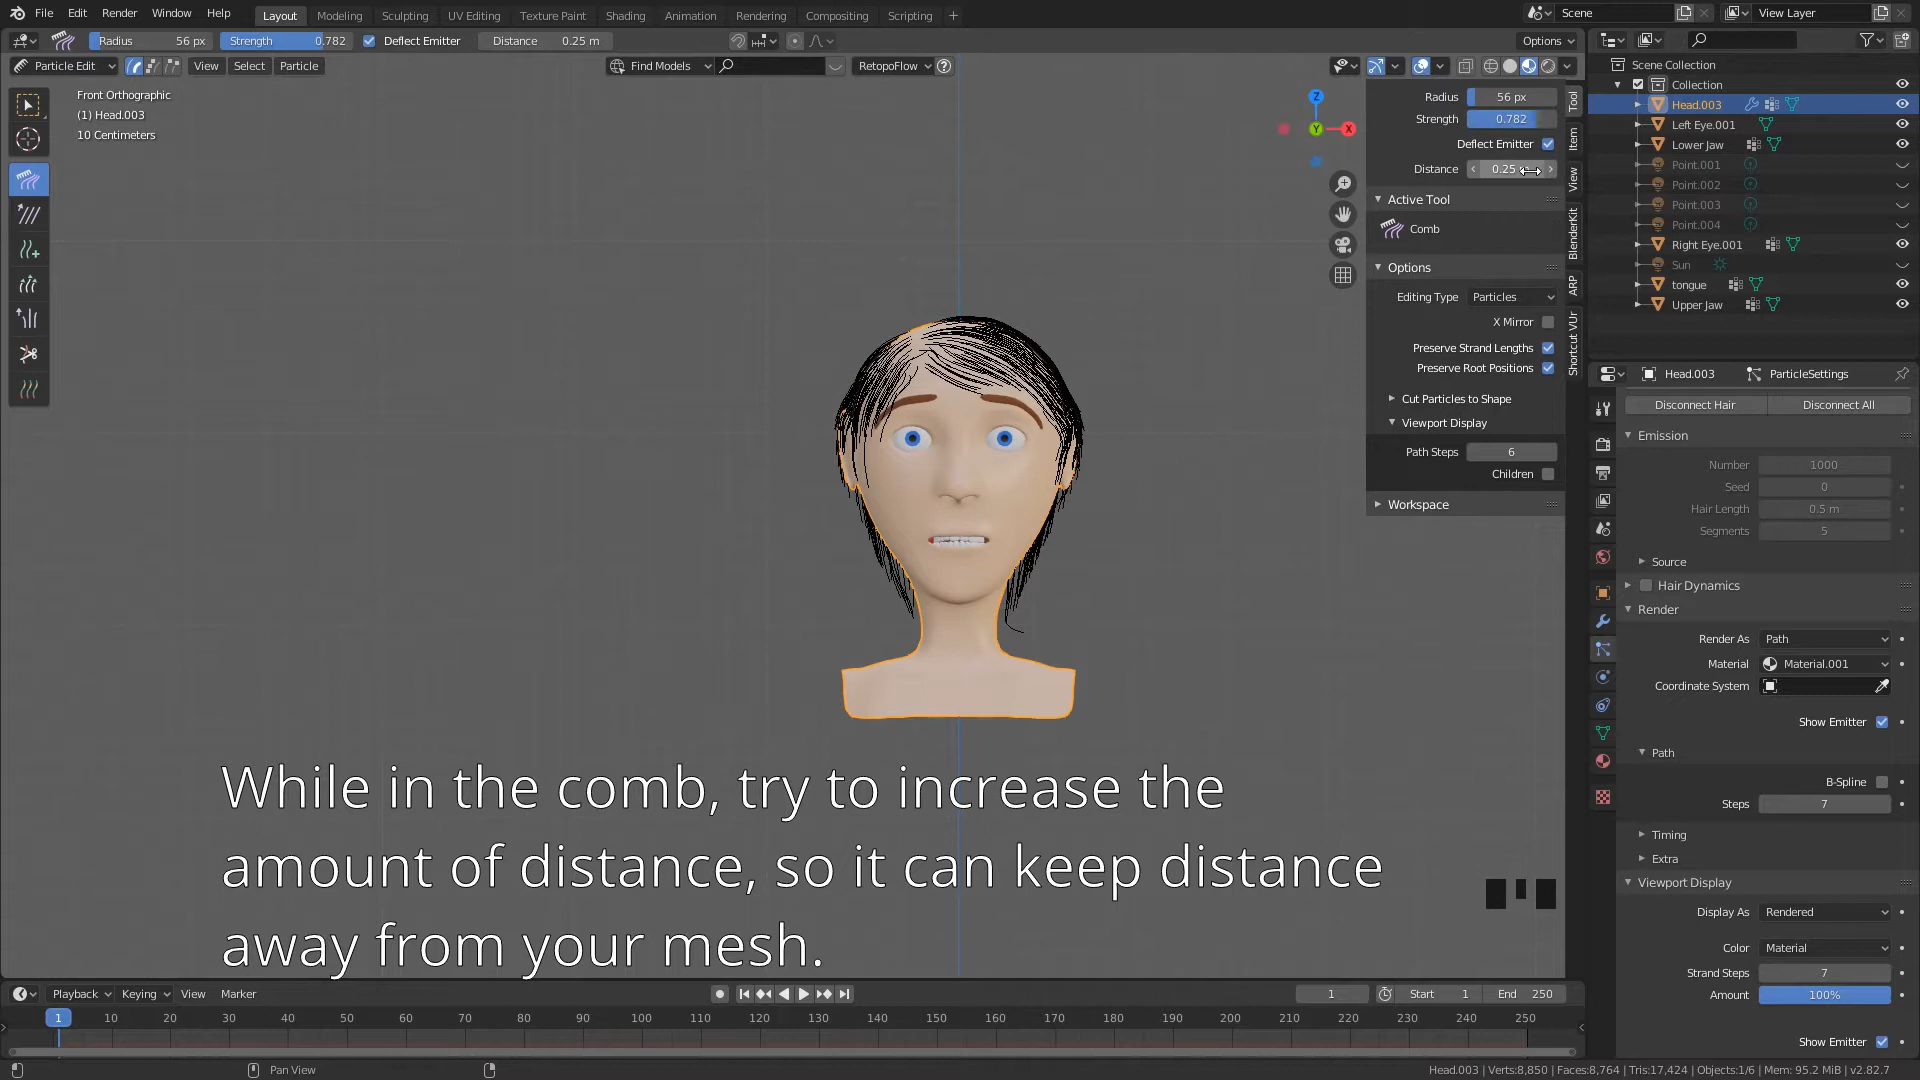 File Edit Render Window Help
Layout Modeling Sculpting UV Editing Texture Paint Shading Animation Rendering Compositing Scripting +
Scene
View Layer
Radius 56 px Strength 0.782 Deflect Emitter Distance 0.25 m
Options
Particle Edit View Select Particle
Find Models
RetopoFlow
Front Orthographic
(1) Head.003
10 Centimeters
Z
Y
X
Radius 56 px
Strength 0.782
Deflect Emitter
Distance 0.25
Active Tool
Comb
Options
Editing Type Particles
X Mirror
Preserve Strand Lengths
Preserve Root Positions
Cut Particles to Shape
Viewport Display
Path Steps 6
Children
Workspace
Tool
Item
View
BlenderKit
ARP
Shortcut VUr
Scene Collection
Collection
Head.003
Left Eye.001
Lower Jaw
Point.001
Point.002
Point.003
Point.004
Right Eye.001
Sun
tongue
Upper Jaw
Head.003 ParticleSettings
Disconnect Hair Disconnect All
Emission
Number 1000
Seed 0
Hair Length 0.5 m
Segments 5
Source
Hair Dynamics
Render
Render As Path
Material Material.001
Coordinate System
Show Emitter
Path
B-Spline
Steps 7
Timing
Extra
Viewport Display
Display As Rendered
Color Material
Strand Steps 7
Amount 100%
Show Emitter
While in the comb, try to increase the
amount of distance, so it can keep distance
away from your mesh.
Playback Keying View Marker
1 Start 1 End 250
1 10 20 30 40 50 60 70 80 90 100 110 120 130 140 150 160 170 180 190 200 210 220 230 240 250
Pan View
Head.003 | Verts:8,850 | Faces:8,764 | Tris:17,424 | Objects:1/6 | Mem: 95.2 MiB | v2.82.7